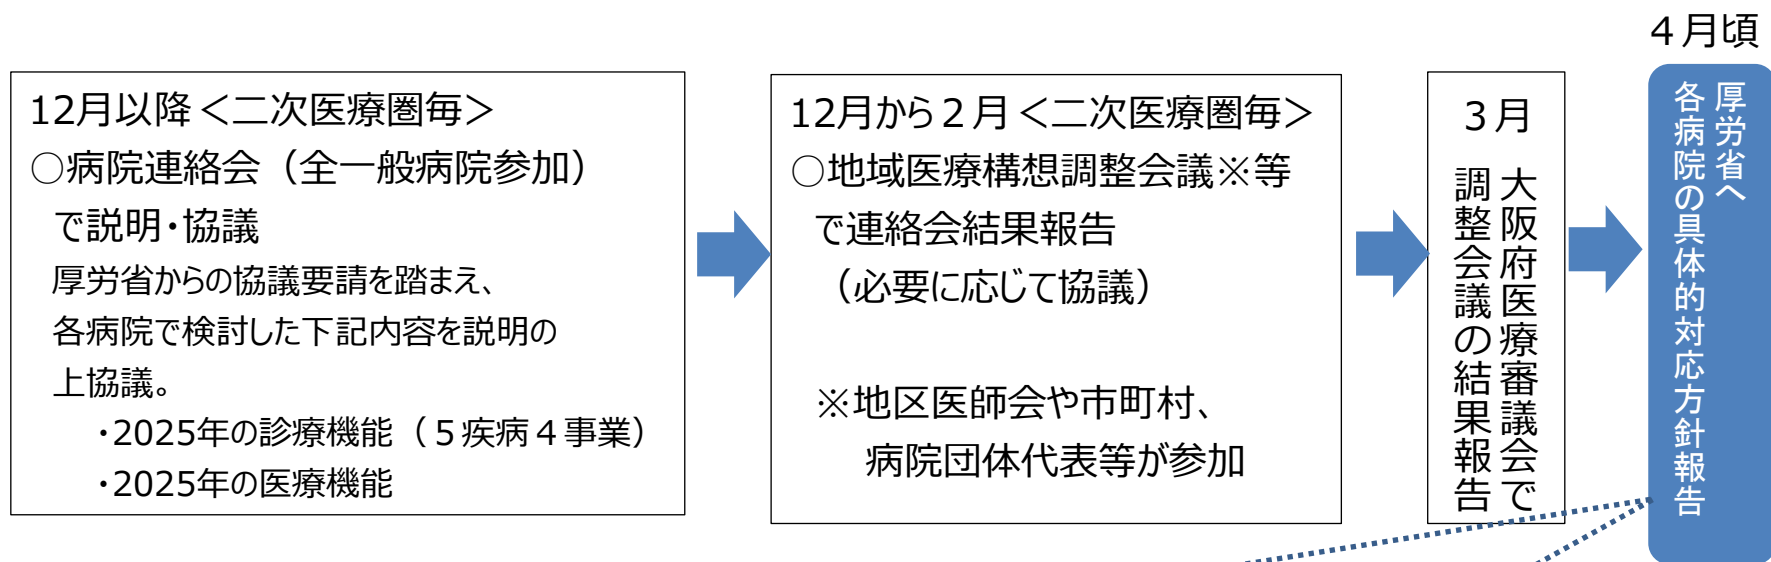 12月以降＜二次医療圏毎＞
○病院連絡会（全一般病院参加）
で説明・協議
厚労省からの協議要請を踏まえ、
各病院で検討した下記内容を説明の
上協議。
・2025年の診療機能（５疾病４事業）
・2025年の医療機能
12月から２月＜二次医療圏毎＞
○地域医療構想調整会議※等
で連絡会結果報告
（必要に応じて協議）
※地区医師会や市町村、
病院団体代表等が参加
３月
大阪府医療審議会で
調整会議の結果報告
４月頃
厚労省へ
各病院の具体的対応方針報告